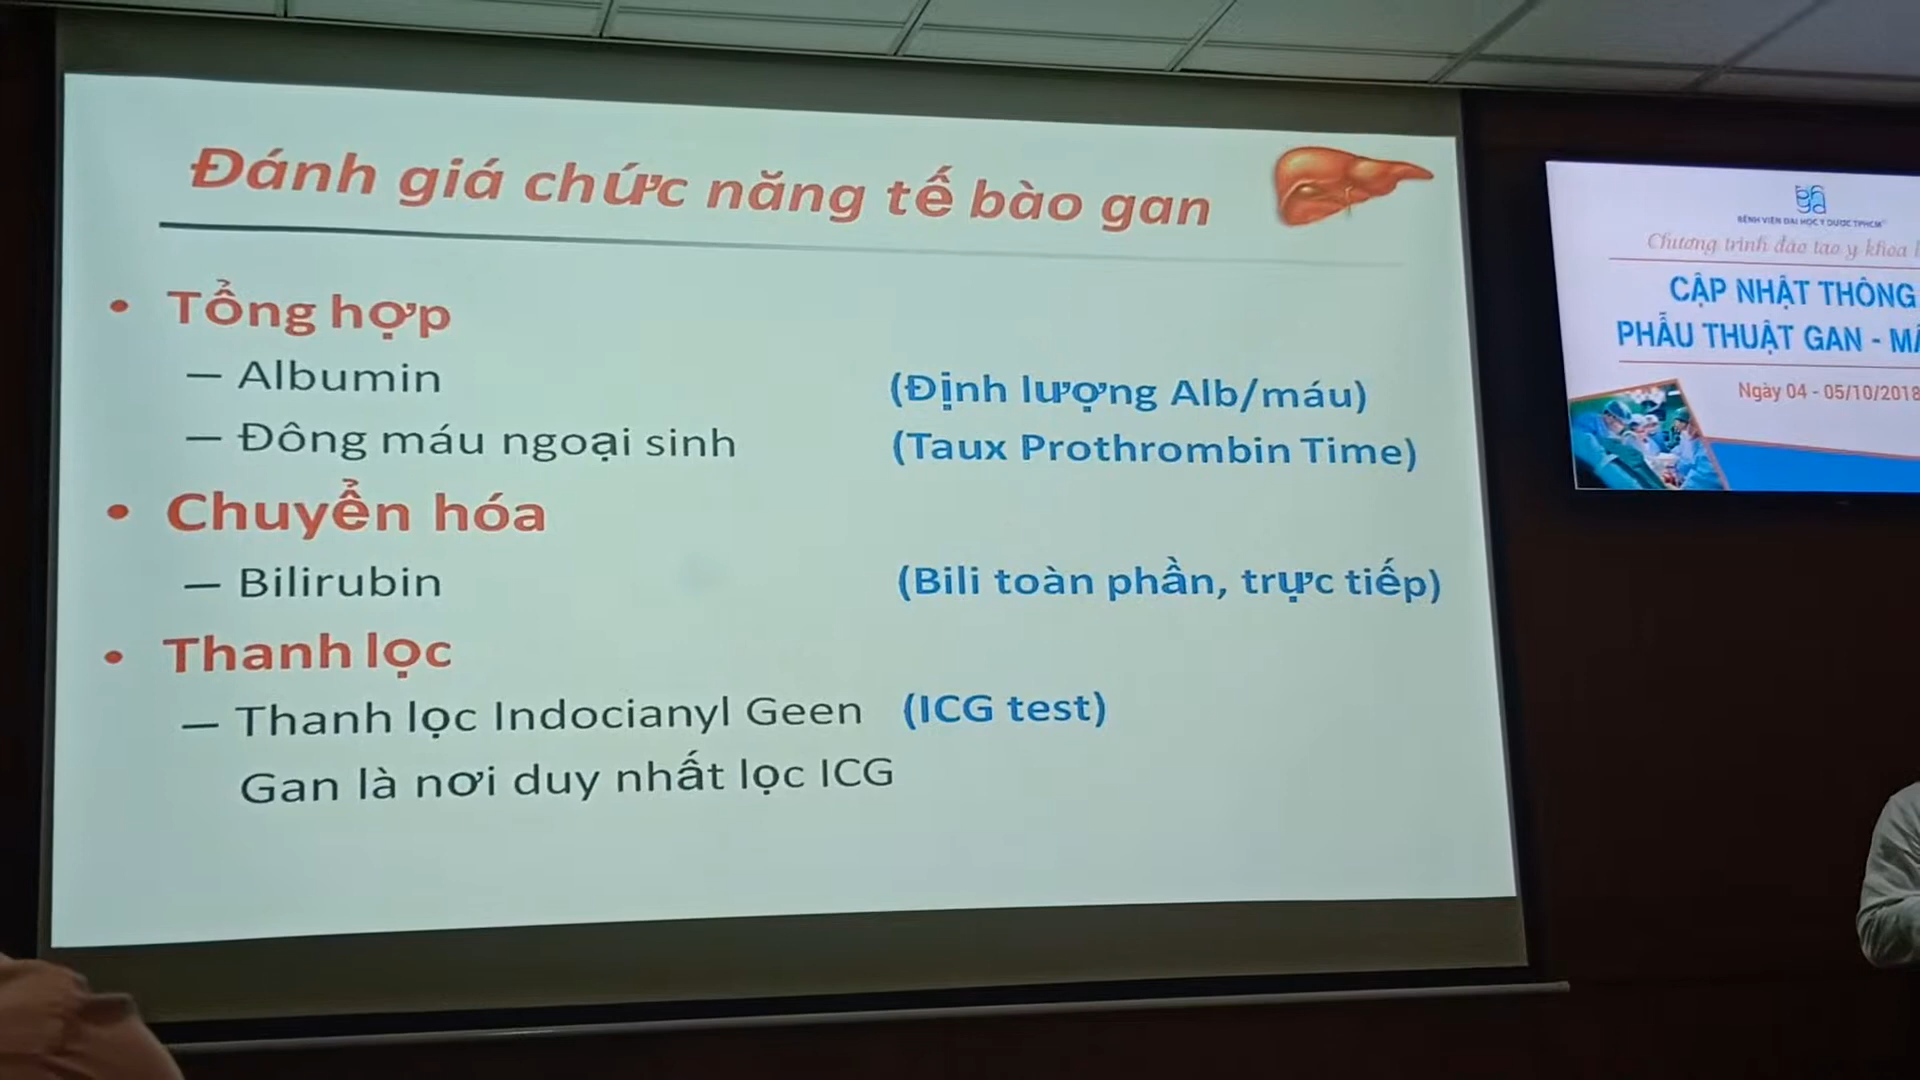 Đánh giá chức năng tế bào gan
• Tổng hợp
– Albumin (Định lượng Alb/máu)
– Đông máu ngoại sinh (Taux Prothrombin Time)
• Chuyển hóa
– Bilirubin (Bili toàn phần, trực tiếp)
• Thanh lọc
– Thanh lọc Indocianyl Geen (ICG test)
Gan là nơi duy nhất lọc ICG
BỆNH VIỆN ĐẠI HỌC Y DƯỢC TPHCM
Chương trình đào tạo y khoa
CẬP NHẬT THÔNG
PHẪU THUẬT GAN - 
Ngày 04 - 05/10/2018